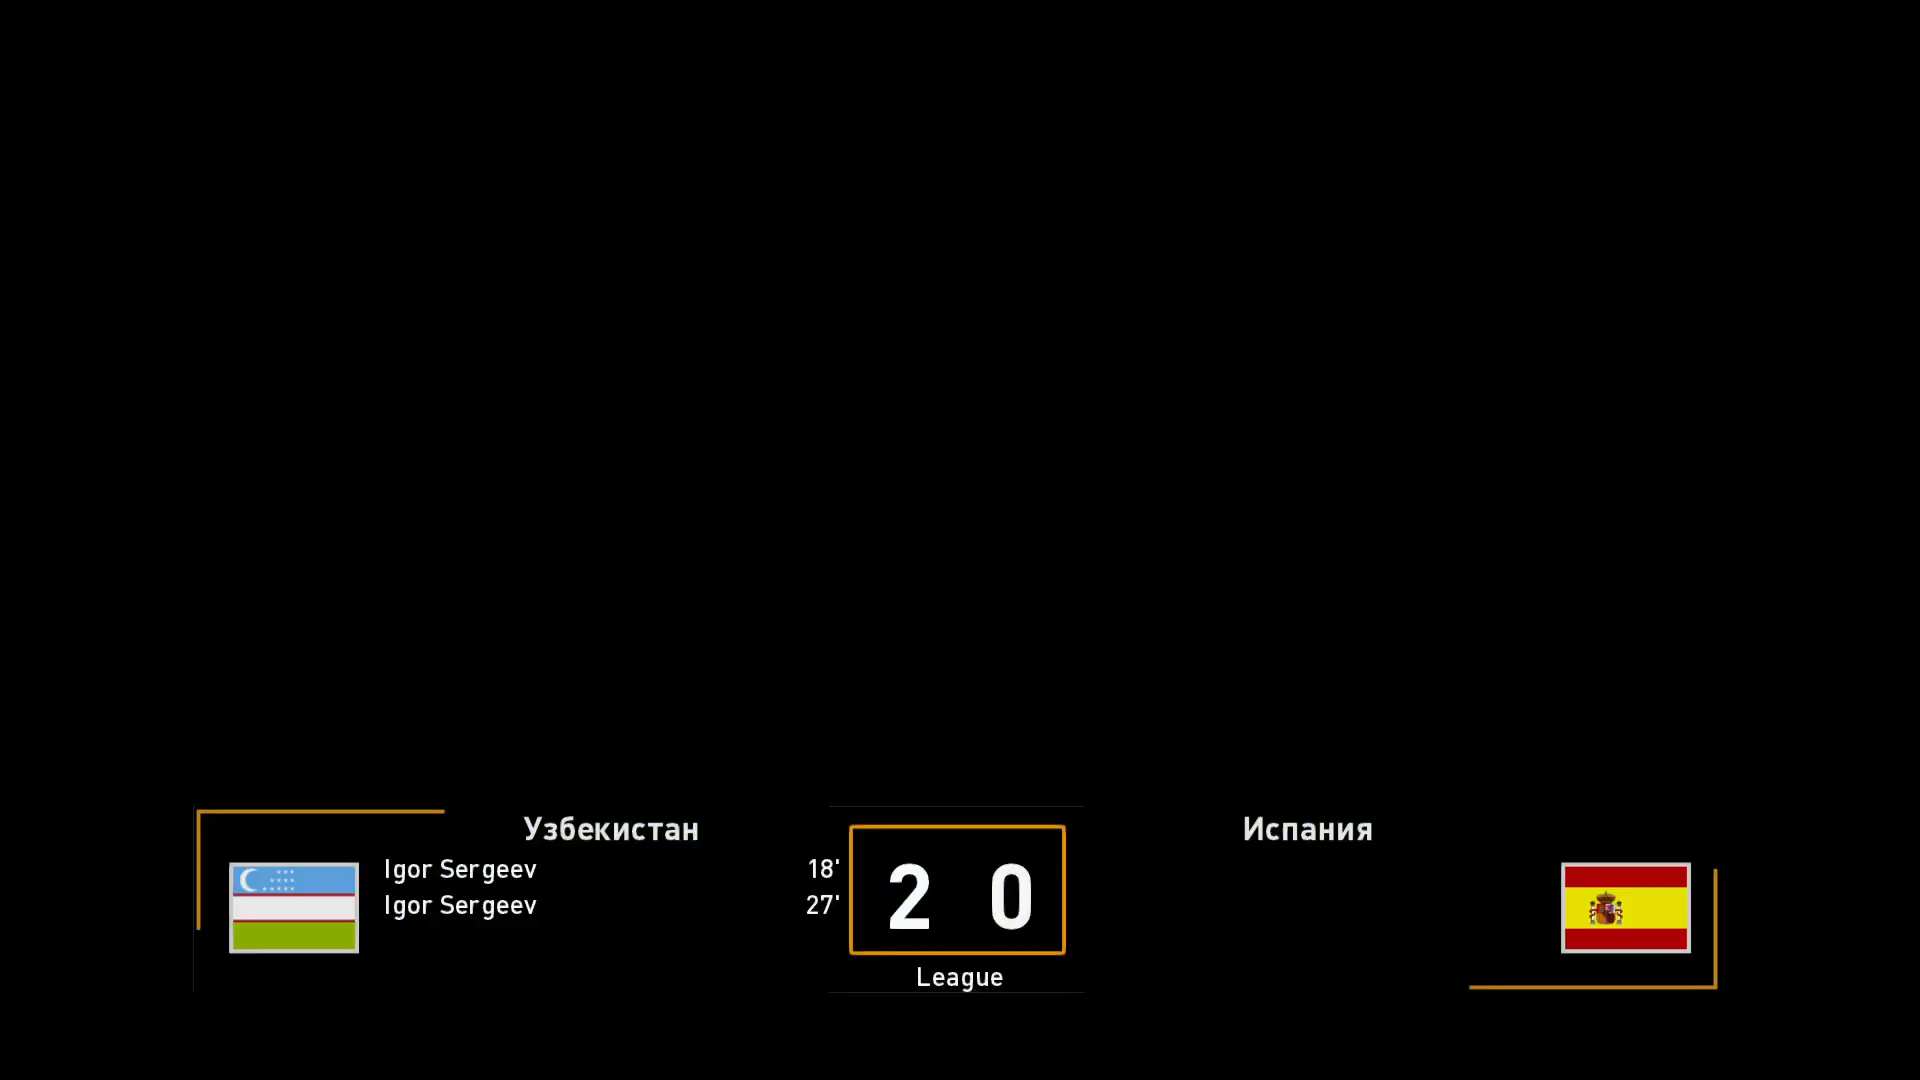 Узбекистан
Igor Sergeev 18'
Igor Sergeev 27'
2 0
League
Испания